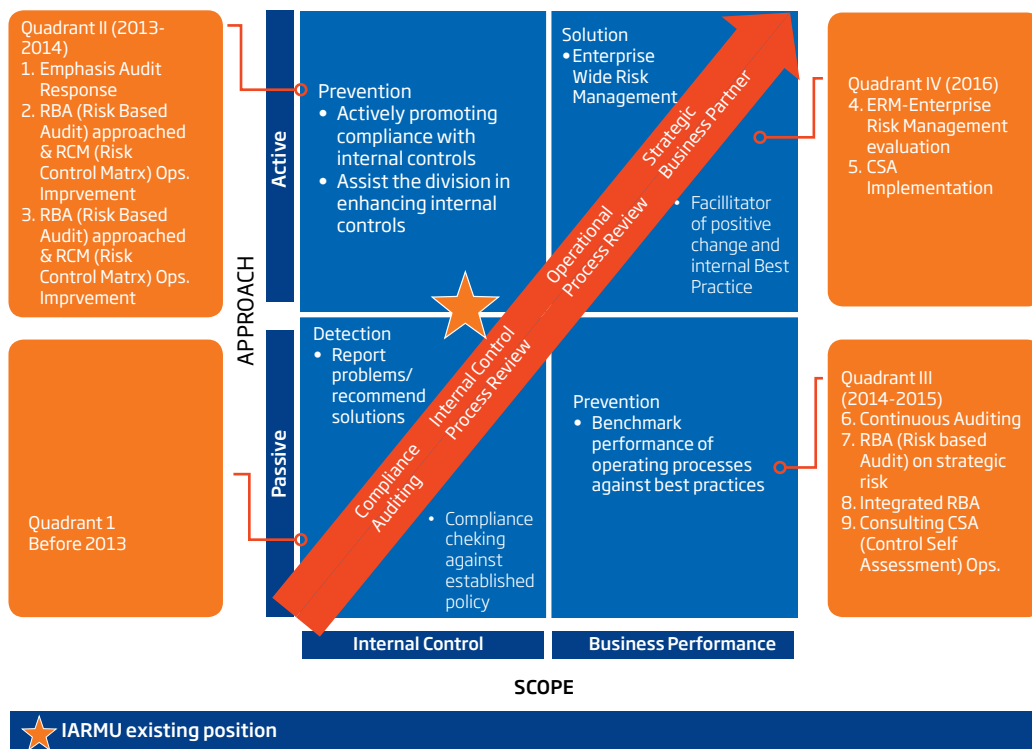 Quadrant II (2013-
2014)
1. Emphasis Audit
Response
2. RBA (Risk Based
Audit) approached
& RCM (Risk
Control Matrx) Ops.
Imprvement
3. RBA (Risk Based
Audit) approached
& RCM (Risk
Control Matrx) Ops.
Imprvement
Quadrant 1
Before 2013
APPROACH
Active
Passive
Prevention
• Actively promoting
compliance with
internal controls
• Assist the division in
enhancing internal
controls
Solution
• Enterprise
Wide Risk
Management
• Facillitator
of positive
change and
internal Best
Practice
Detection
• Report
problems/
recommend
solutions
• Compliance
cheking
against
established
policy
Prevention
• Benchmark
performance of
operating processes
against best practices
Compliance
Auditing
Internal Control
Process Review
Operational
Process Review
Strategic
Business Partner
Quadrant IV (2016)
4. ERM-Enterprise
Risk Management
evaluation
5. CSA
Implementation
Quadrant III
(2014-2015)
6. Continuous Auditing
7. RBA (Risk based
Audit) on strategic
risk
8. Integrated RBA
9. Consulting CSA
(Control Self
Assessment) Ops.
Internal Control
Business Performance
SCOPE
IARMU existing position